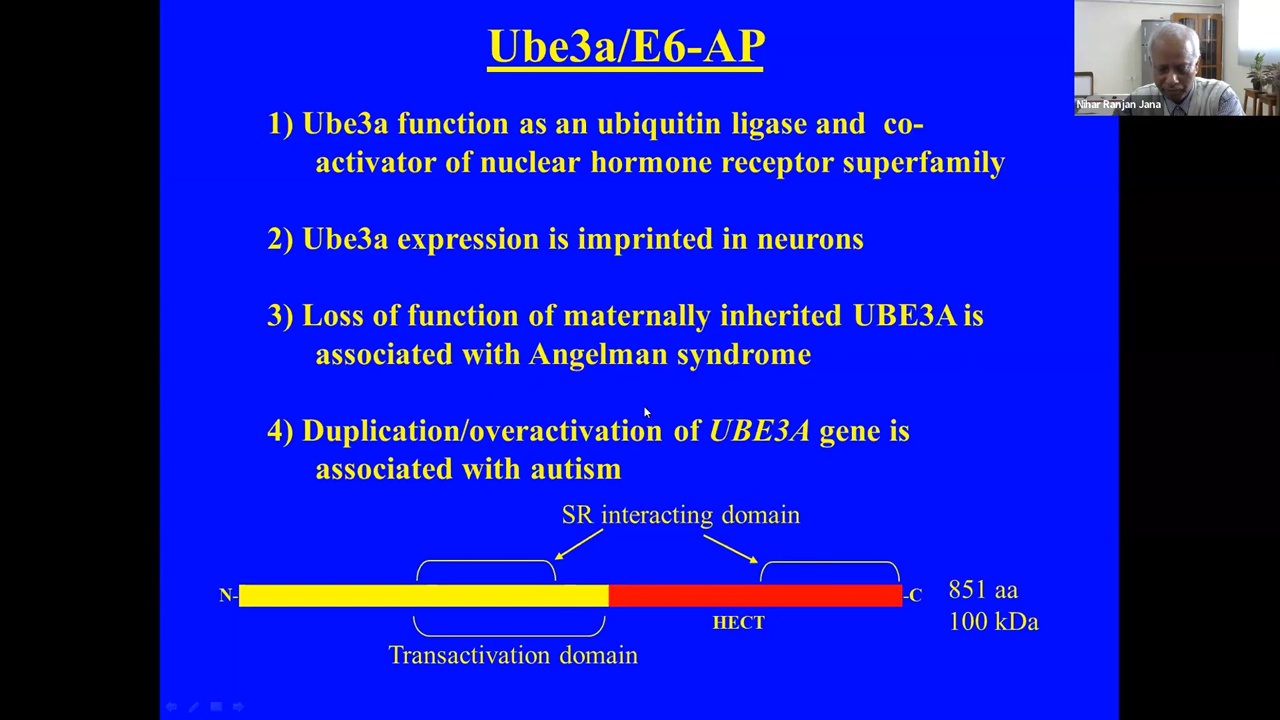 Ube3a/E6-AP
Nihar Ranjan Jana
1) Ube3a function as an ubiquitin ligase and co-
activator of nuclear hormone receptor superfamily
2) Ube3a expression is imprinted in neurons
3) Loss of function of maternally inherited UBE3A is
associated with Angelman syndrome
4) Duplication/overactivation of UBE3A gene is
associated with autism
SR interacting domain
N-
-C
851 aa
HECT
100 kDa
Transactivation domain